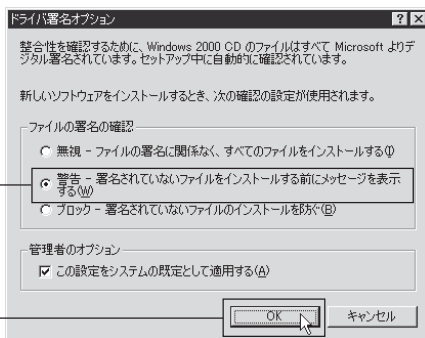 ドライバ署名オプション
整合性を確認するために、Windows 2000 CD のファイルはすべて Microsoft よりデ
ジタル署名されています。セットアップ中に自動的に確認されています。
新しいソフトウェアをインストールするとき、次の確認の設定が使用されます。
ファイルの署名の確認
無視 - ファイルの署名に関係なく、すべてのファイルをインストールする(I)
警告 - 署名されていないファイルをインストールする前にメッセージを表示
する(W)
ブロック - 署名されていないファイルのインストールを防ぐ(B)
管理者のオプション
この設定をシステムの既定として適用する(A)
OK キャンセル